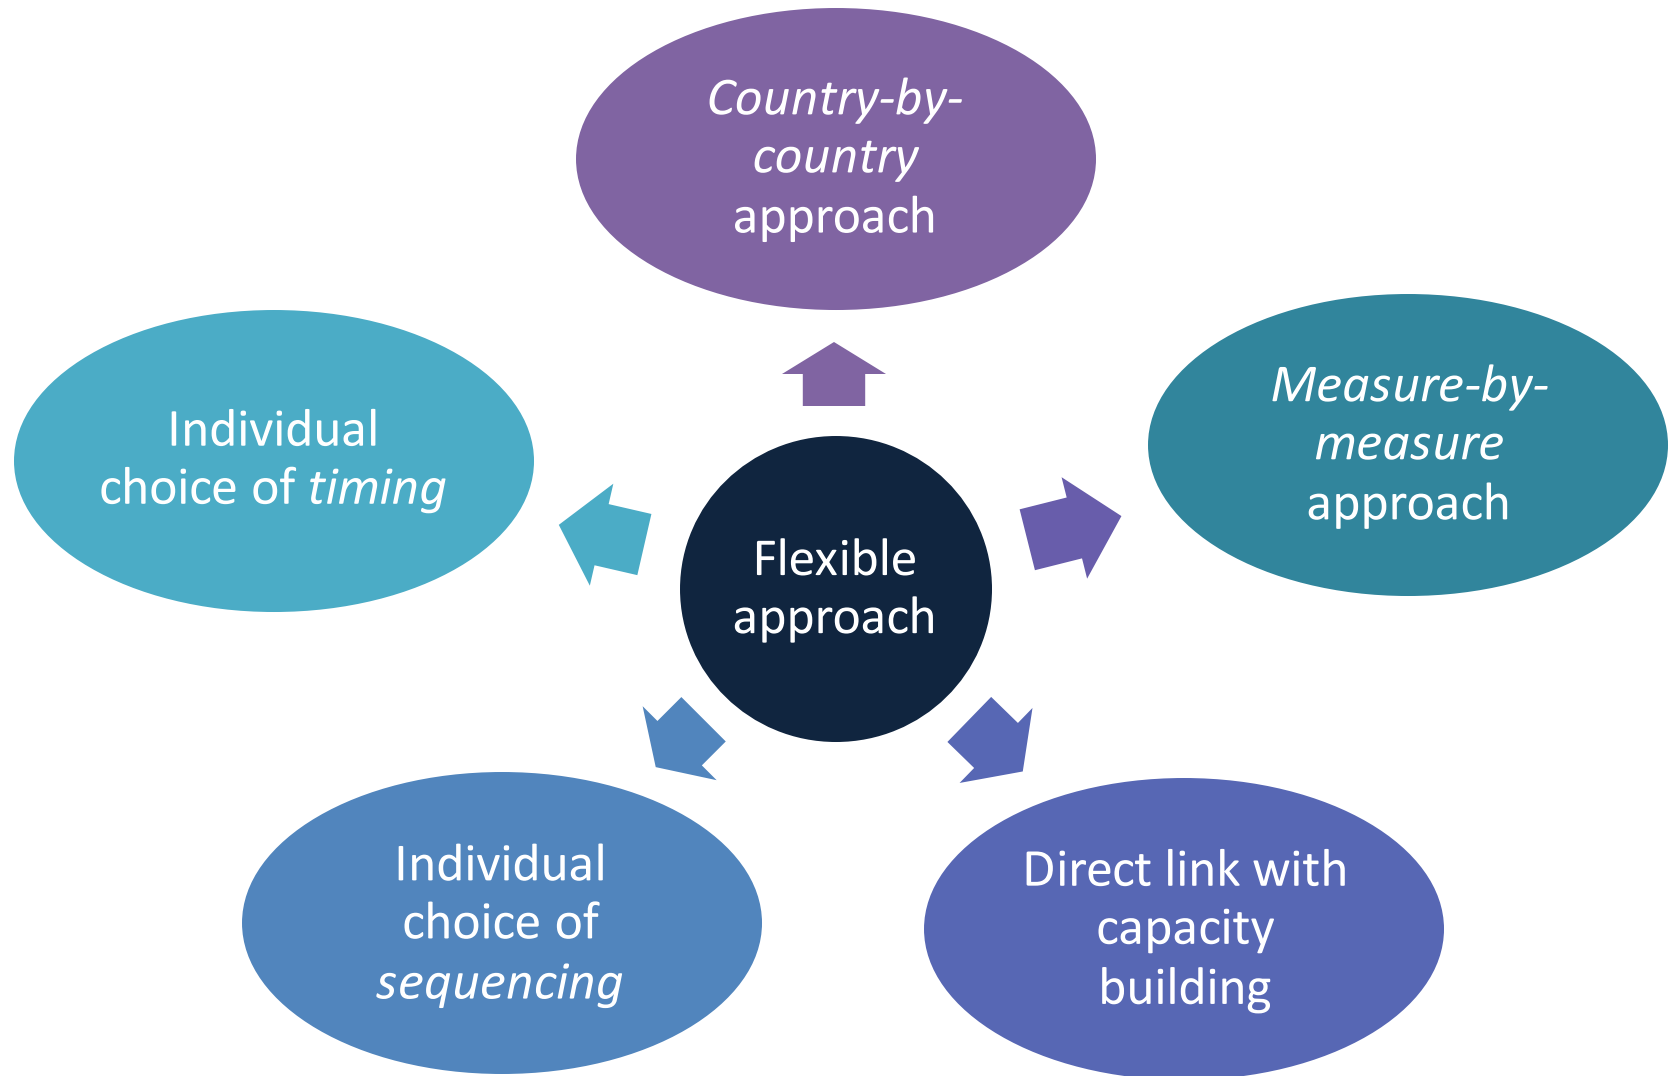 Country-by-
country
approach
Individual
choice of timing
Measure-by-
measure
approach
Flexible
approach
Individual
choice of
sequencing
Direct link with
capacity
building